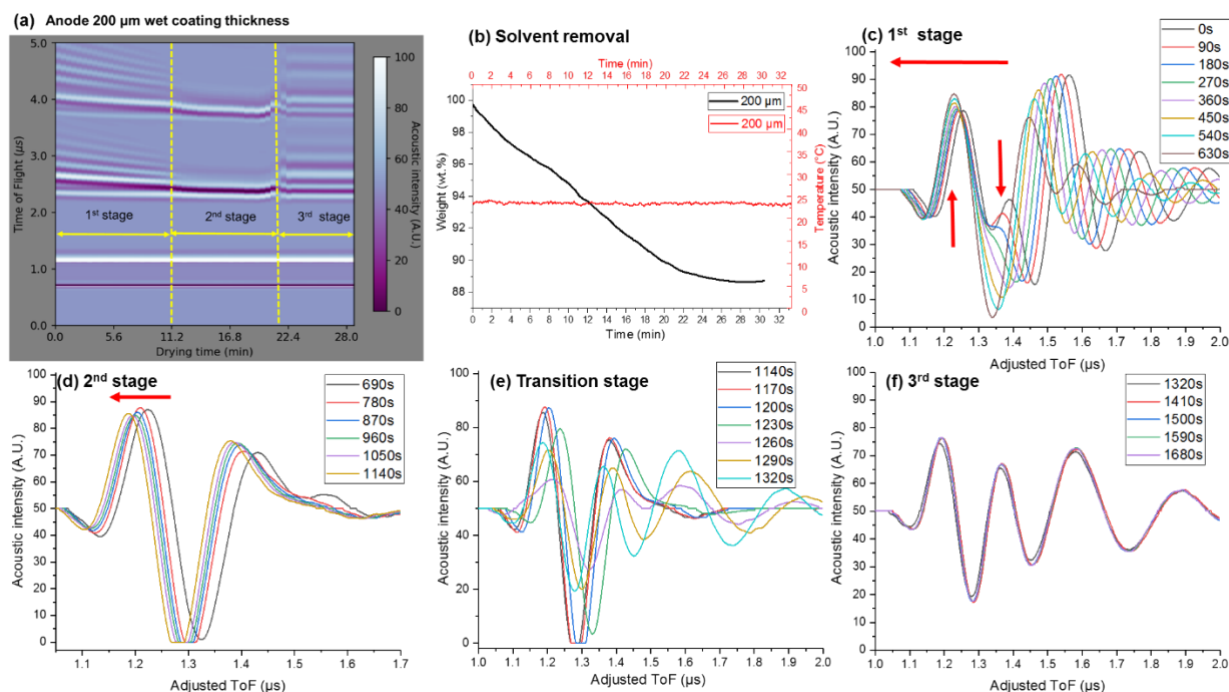 (a) Anode 200 µm wet coating thickness
5.0
4.0
3.0
2.0
1.0
0.0
Time of Flight (µs)
1st stage
2nd stage
3rd stage
0.0 5.6 11.2 16.8 22.4 28.0
Drying time (min)
100
80
60
40
20
0
Acoustic intensity (A.U.)
(b) Solvent removal
Time (min)
0 2 4 6 8 10 12 14 16 18 20 22 24 26 28 30 32
200 µm
200 µm
100
98
96
94
92
90
88
Weight (wt.%)
50
45
40
35
30
25
20
15
10
5
0
Temperature (°C)
0 2 4 6 8 10 12 14 16 18 20 22 24 26 28 30 32
Time (min)
(c) 1st stage
0s
90s
180s
270s
360s
450s
540s
630s
100
90
80
70
60
50
40
30
20
10
0
Acoustic intensity (A.U.)
1.0 1.1 1.2 1.3 1.4 1.5 1.6 1.7 1.8 1.9 2.0
Adjusted ToF (µs)
(d) 2nd stage
690s
780s
870s
960s
1050s
1140s
100
90
80
70
60
50
40
30
20
10
0
Acoustic intensity (A.U.)
1.1 1.2 1.3 1.4 1.5 1.6 1.7
Adjusted ToF (µs)
(e) Transition stage
1140s
1170s
1200s
1230s
1260s
1290s
1320s
100
80
60
40
20
0
Acoustic intensity (A.U.)
1.0 1.1 1.2 1.3 1.4 1.5 1.6 1.7 1.8 1.9 2.0
Adjusted ToF (µs)
(f) 3rd stage
1320s
1410s
1500s
1590s
1680s
100
90
80
70
60
50
40
30
20
10
0
Acoustic intensity (A.U.)
1.0 1.1 1.2 1.3 1.4 1.5 1.6 1.7 1.8 1.9 2.0
Adjusted ToF (µs)